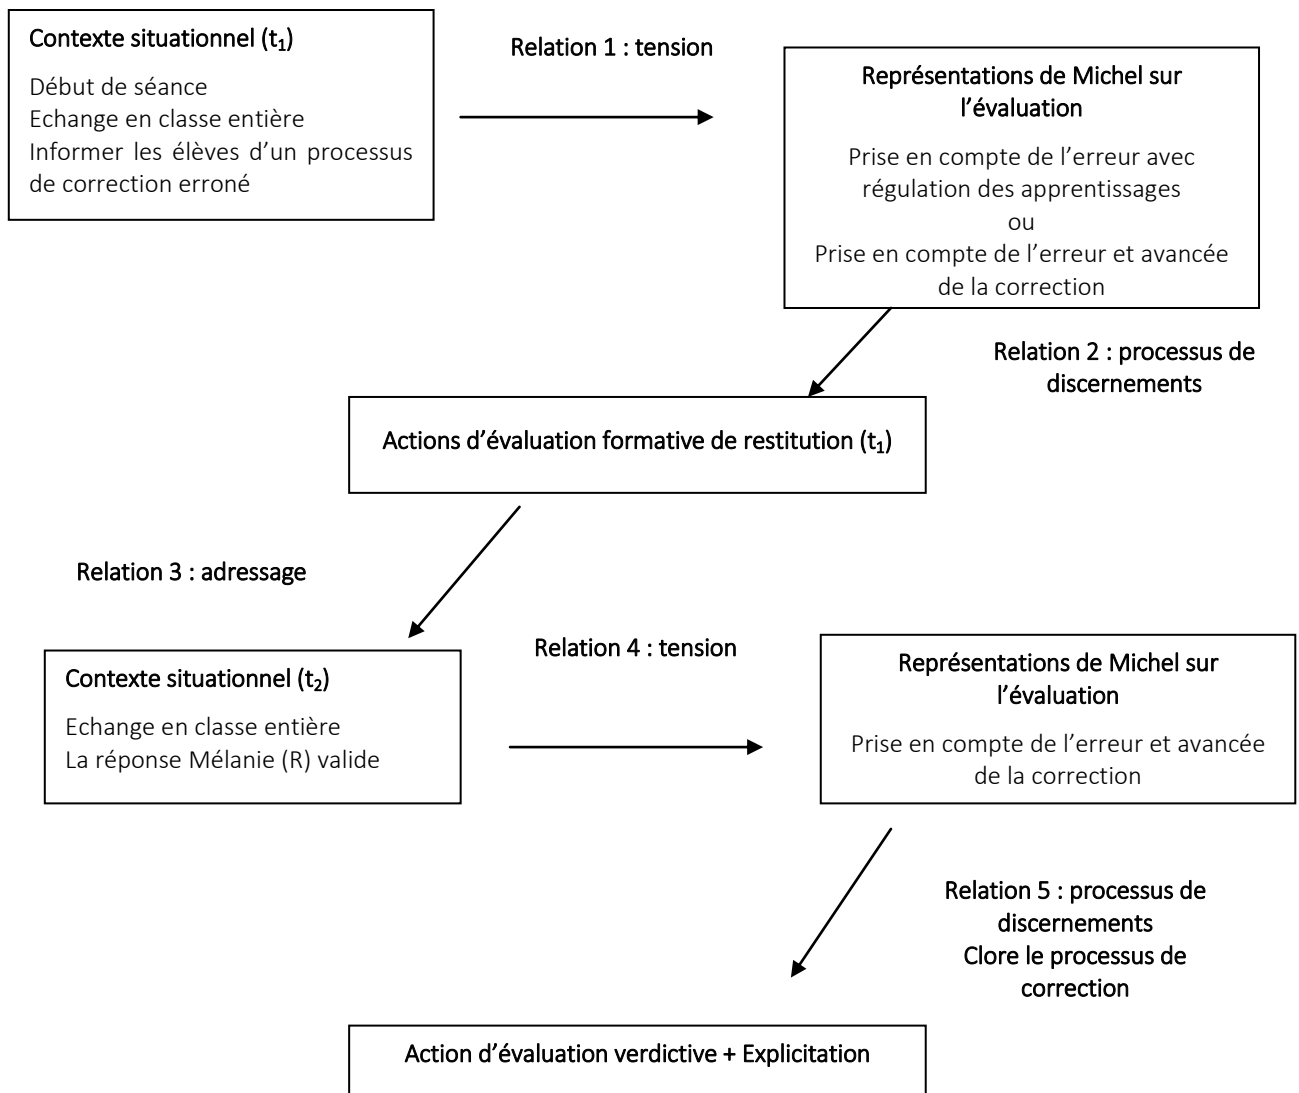 Contexte situationnel (t₁)
Début de séance
Echange en classe entière
Informer les élèves d’un processus
de correction erroné
Relation 1 : tension
Représentations de Michel sur
l’évaluation
Prise en compte de l’erreur avec
régulation des apprentissages
ou
Prise en compte de l’erreur et avancée
de la correction
Relation 2 : processus de
discernements
Actions d’évaluation formative de restitution (t₁)
Relation 3 : adressage
Contexte situationnel (t₂)
Echange en classe entière
La réponse Mélanie (R) valide
Relation 4 : tension
Représentations de Michel sur
l’évaluation
Prise en compte de l’erreur et avancée
de la correction
Relation 5 : processus de
discernements
Clore le processus de
correction
Action d’évaluation verdictive + Explicitation